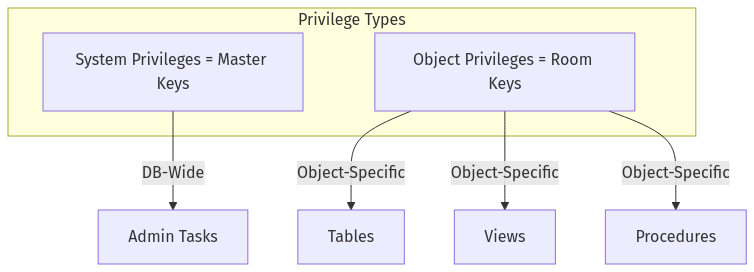 Privilege Types
System Privileges = Master
Keys
Object Privileges = Room
Keys
DB-Wide
Object-Specific
Object-Specific
Object-Specific
Admin Tasks
Tables
Views
Procedures